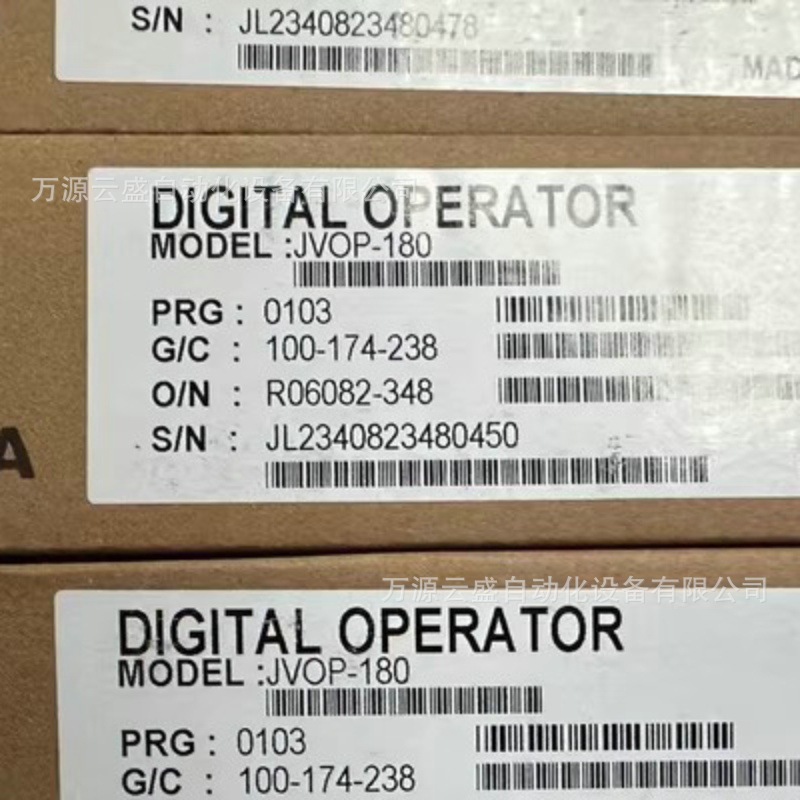 S/N : JL2340823480478
MAD
万源云盛自动化设备有限公司
DIGITAL OPERATOR
MODEL :JVOP-180
PRG : 0103
G/C : 100-174-238
O/N : R06082-348
S/N : JL2340823480450
A
万源云盛自动化设备有限公司
DIGITAL OPERATOR
MODEL :JVOP-180
PRG : 0103
G/C : 100-174-238